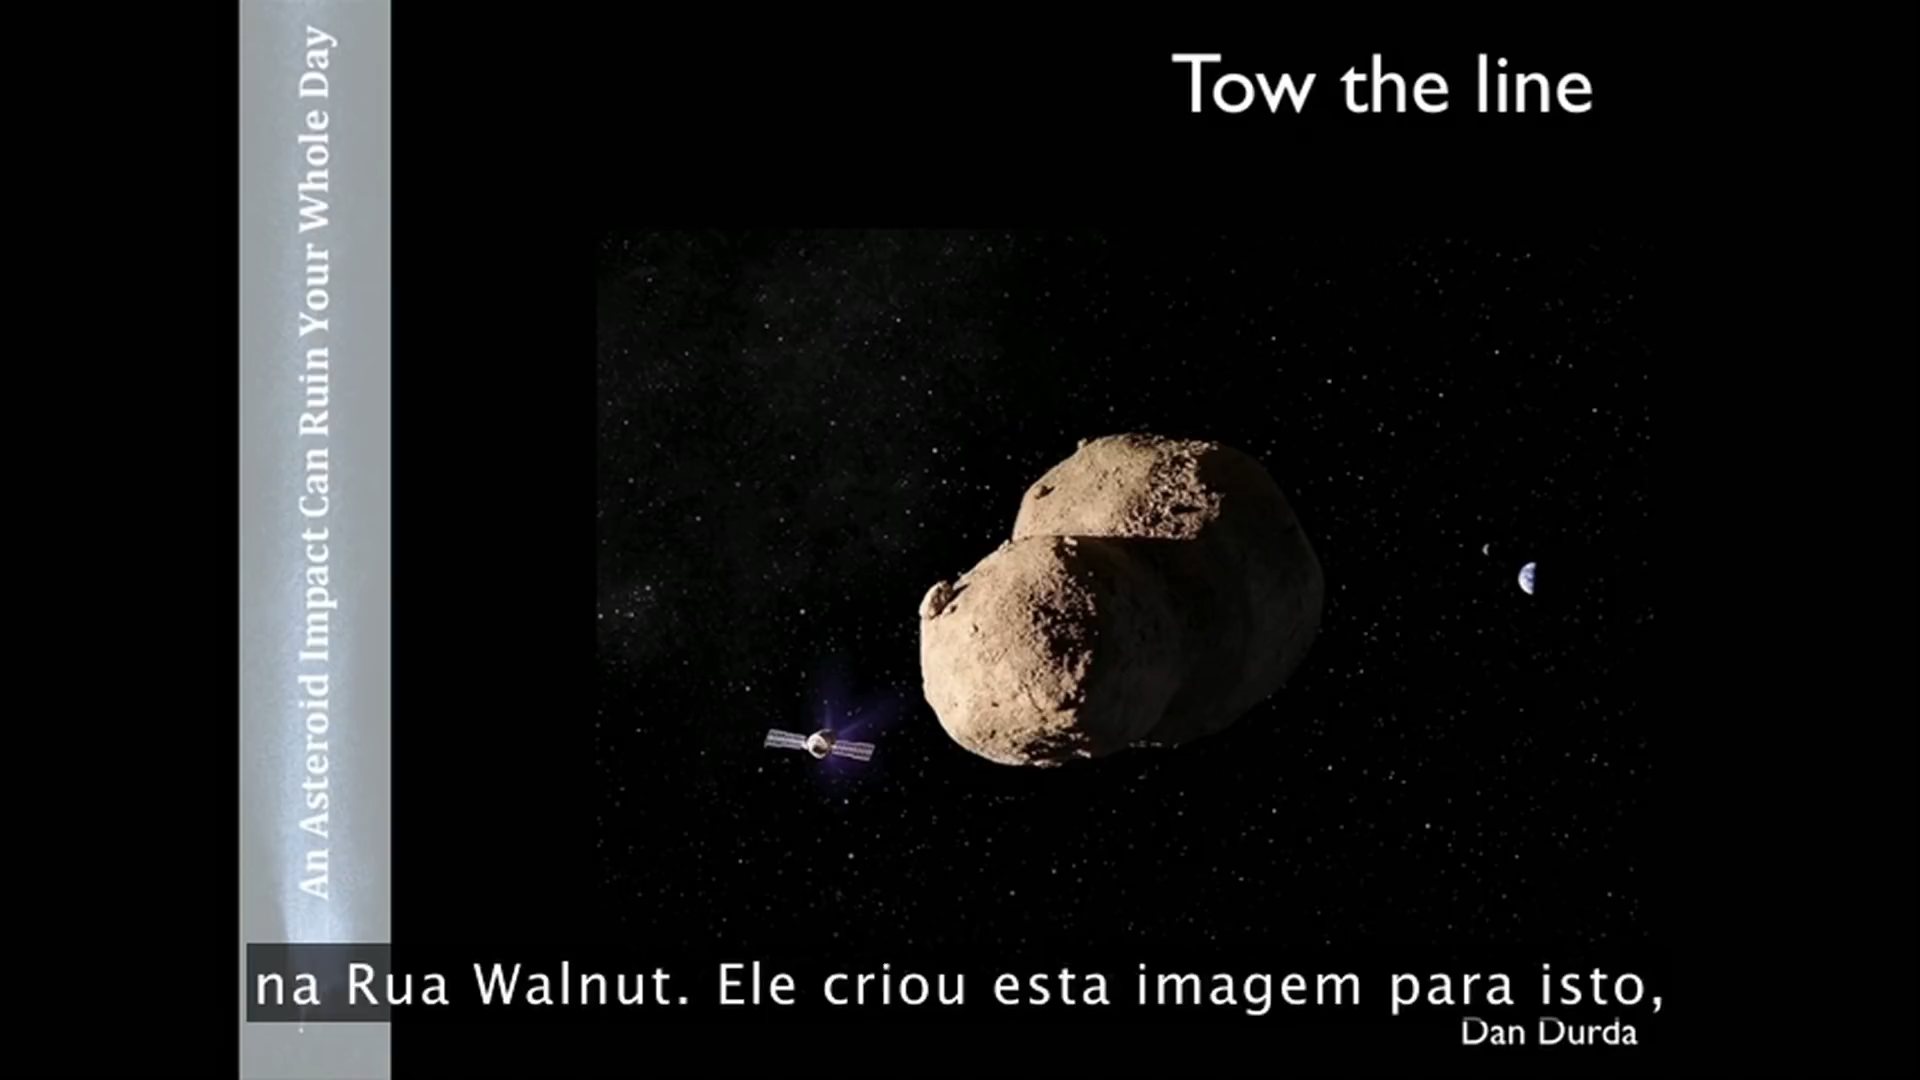 An Asteroid Impact Can Ruin Your Whole Day
Tow the line
na Rua Walnut. Ele criou esta imagem para isto,
Dan Durda